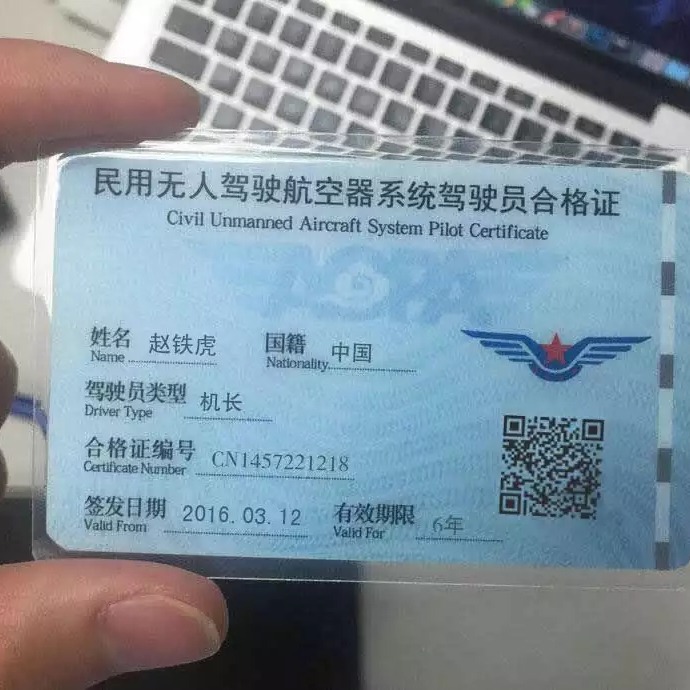 民用无人驾驶航空器系统驾驶员合格证
Civil Unmanned Aircraft System Pilot Certificate
姓名 赵铁虎 国籍 中国
Name Nationality
驾驶员类型 机长
Driver Type
合格证编号 CN1457221218
Certificate Number
签发日期 2016.03.12 有效期限 6年
Valid From Valid For